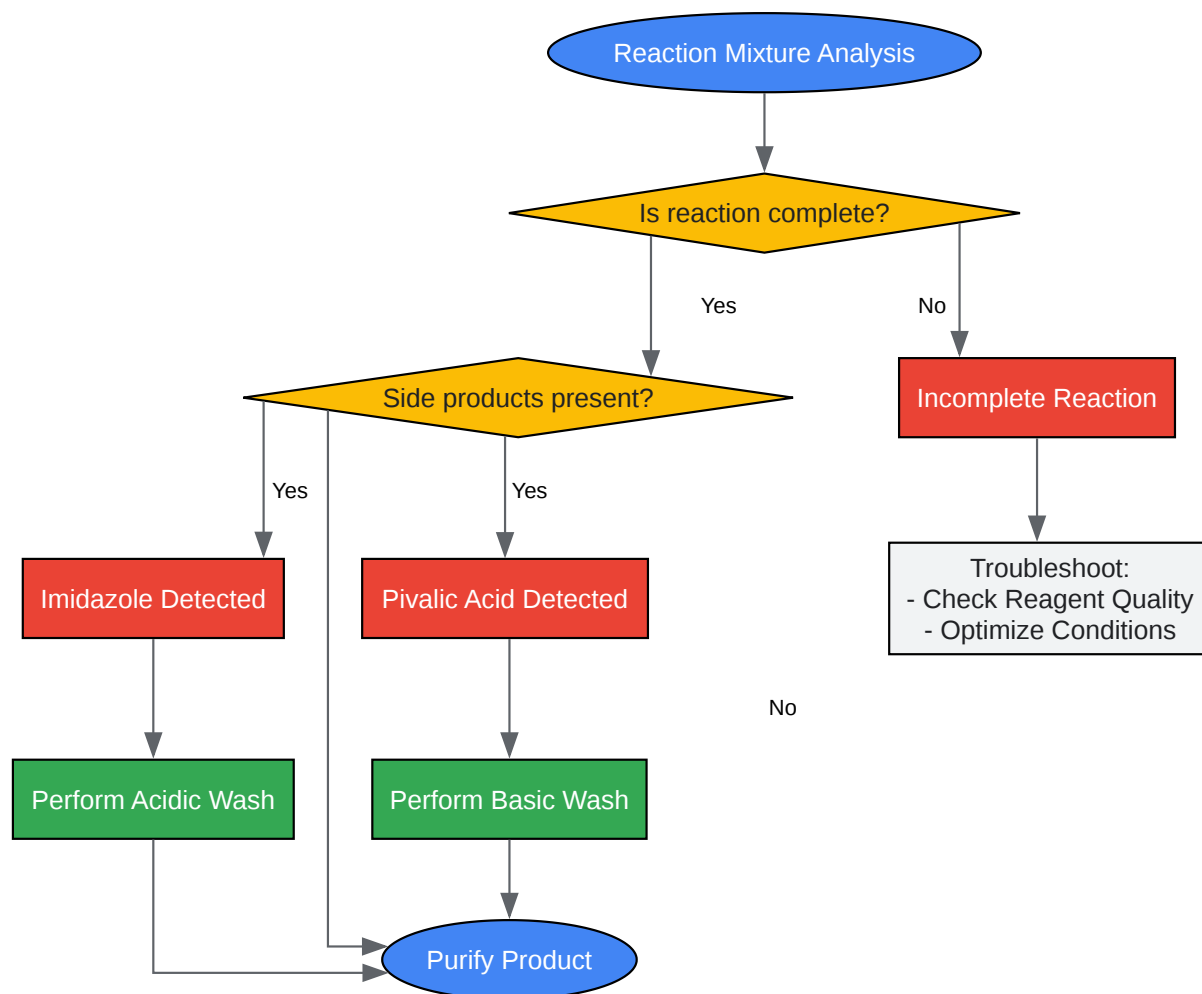 Reaction Mixture Analysis
Is reaction complete?
Yes
No
Side products present?
Incomplete Reaction
Yes
Yes
Imidazole Detected
Pivalic Acid Detected
Troubleshoot:
- Check Reagent Quality
- Optimize Conditions
No
Perform Acidic Wash
Perform Basic Wash
Purify Product